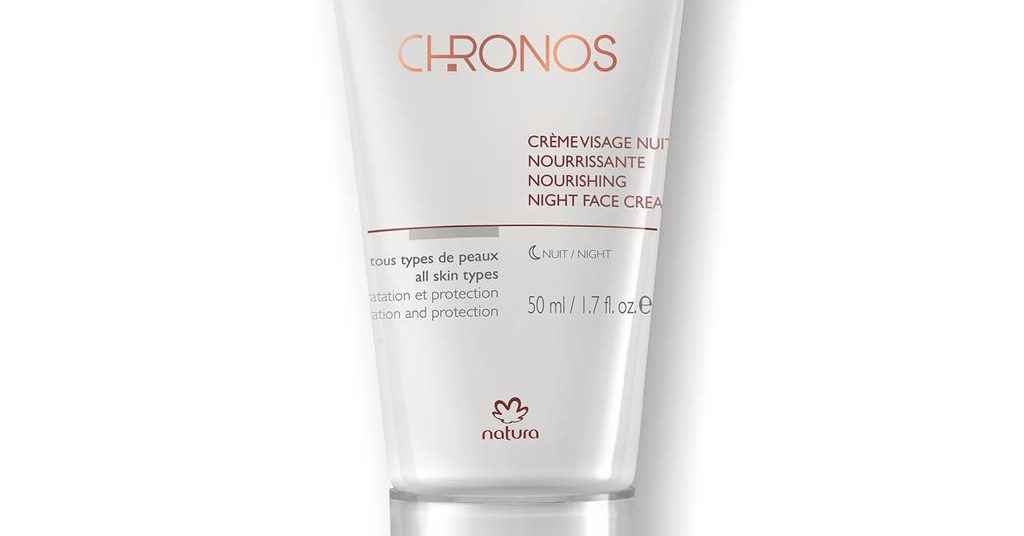 CHRONOS
CRÈME VISAGE NUIT
NOURRISSANTE
NOURISHING
NIGHT FACE CREA
tous types de peaux
all skin types
ratation et protection
ation and protection
NUIT / NIGHT
50 ml / 1.7 fl. oz. e
natura